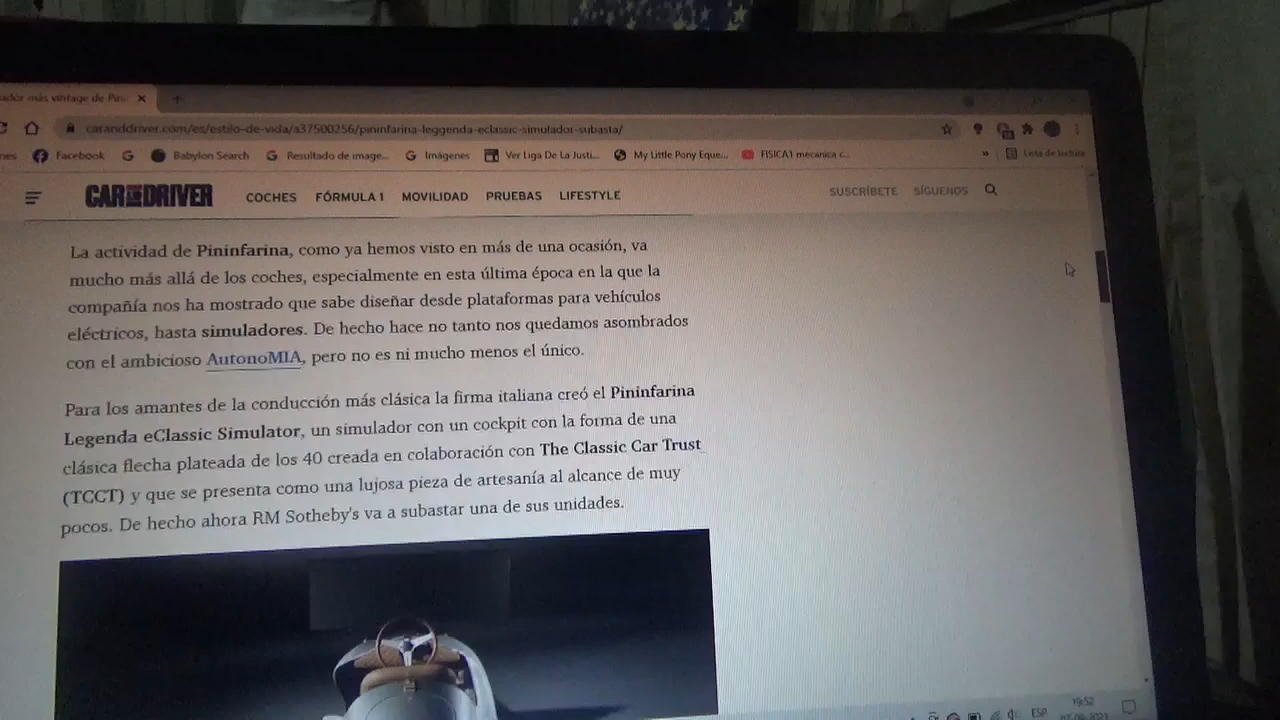 ador más vintage de Pini
caranddriver.com/es/estilo-de-vida/a37500256/pininfarina-leggenda-eclassic-simulador-subasta/
nes Facebook Babylon Search Resultado de image... Imágenes Ver Liga De La Justi... My Little Pony Eque... FISICA1 mecanica c... » Lista de lectura
CAR AND DRIVER COCHES FÓRMULA 1 MOVILIDAD PRUEBAS LIFESTYLE SUSCRÍBETE SÍGUENOS
La actividad de Pininfarina, como ya hemos visto en más de una ocasión, va
mucho más allá de los coches, especialmente en esta última época en la que la
compañía nos ha mostrado que sabe diseñar desde plataformas para vehículos
eléctricos, hasta simuladores. De hecho hace no tanto nos quedamos asombrados
con el ambicioso AutonoMIA, pero no es ni mucho menos el único.
Para los amantes de la conducción más clásica la firma italiana creó el Pininfarina
Legenda eClassic Simulator, un simulador con un cockpit con la forma de una
clásica flecha plateada de los 40 creada en colaboración con The Classic Car Trust
(TCCT) y que se presenta como una lujosa pieza de artesanía al alcance de muy
pocos. De hecho ahora RM Sotheby's va a subastar una de sus unidades.
ESP 19:52